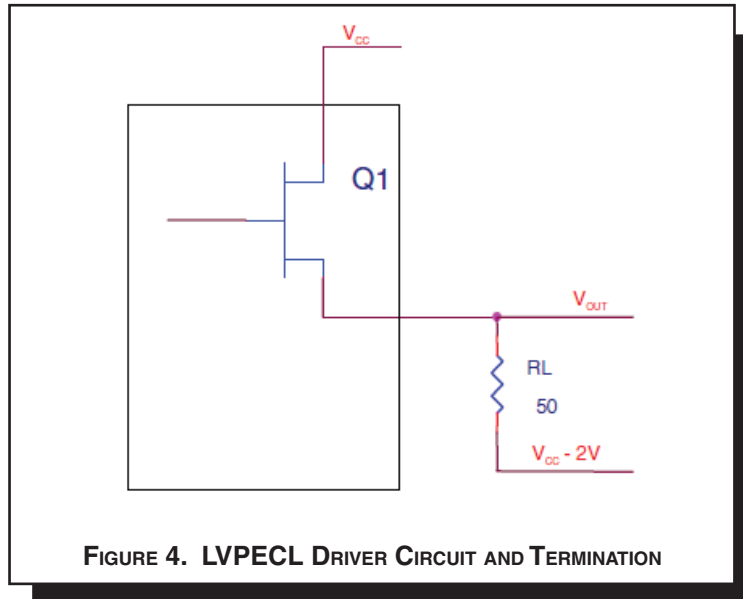 VCC
Q1
VOUT
RL
50
VCC - 2V
FIGURE 4. LVPECL DRIVER CIRCUIT AND TERMINATION